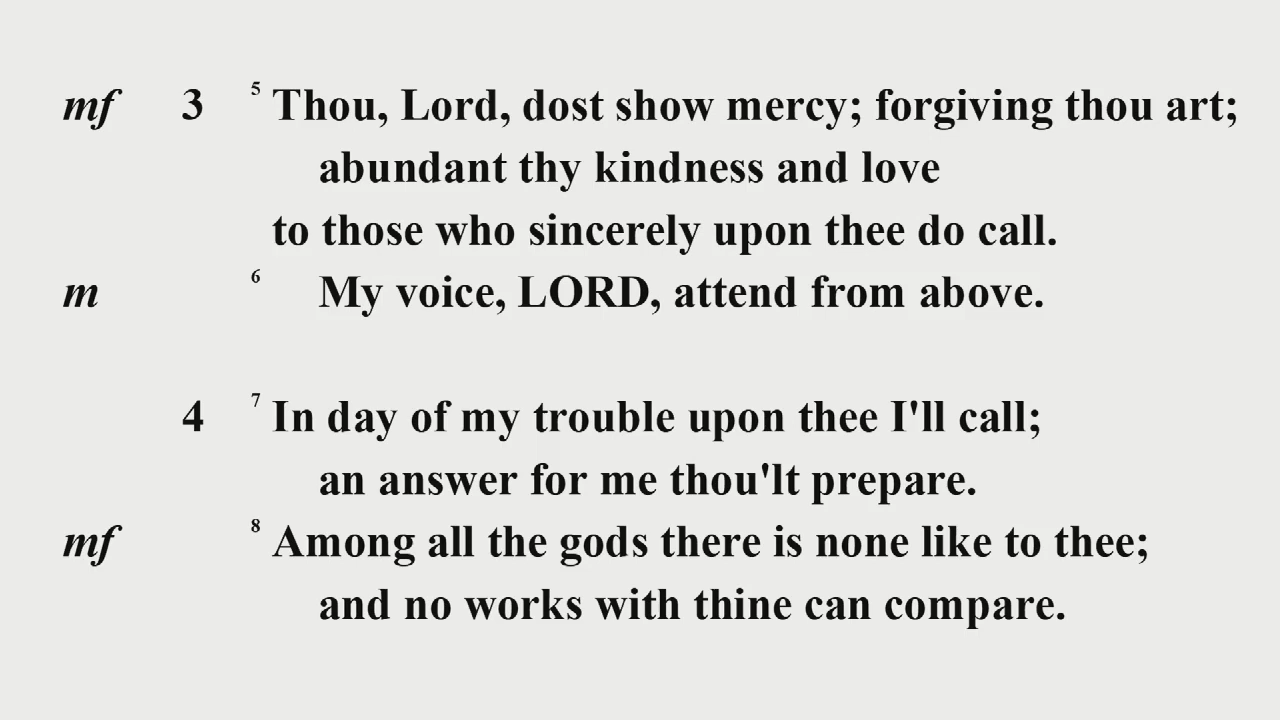 mf 3 5 Thou, Lord, dost show mercy; forgiving thou art;
abundant thy kindness and love
to those who sincerely upon thee do call.
m 6 My voice, LORD, attend from above.
4 7 In day of my trouble upon thee I'll call;
an answer for me thou'lt prepare.
mf 8 Among all the gods there is none like to thee;
and no works with thine can compare.